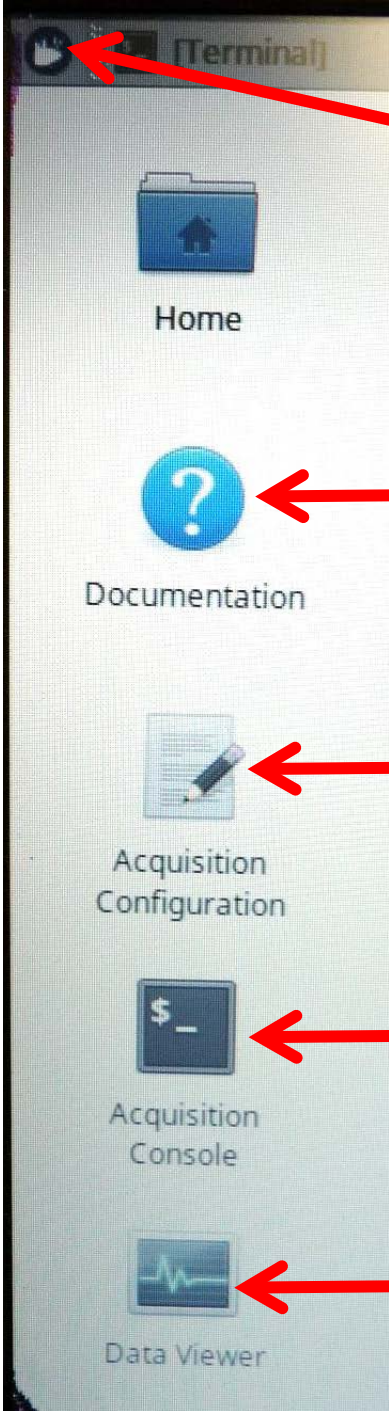 [Terminal]
Home
?
Documentation
Acquisition
Configuration
$_
Acquisition
Console
Data Viewer